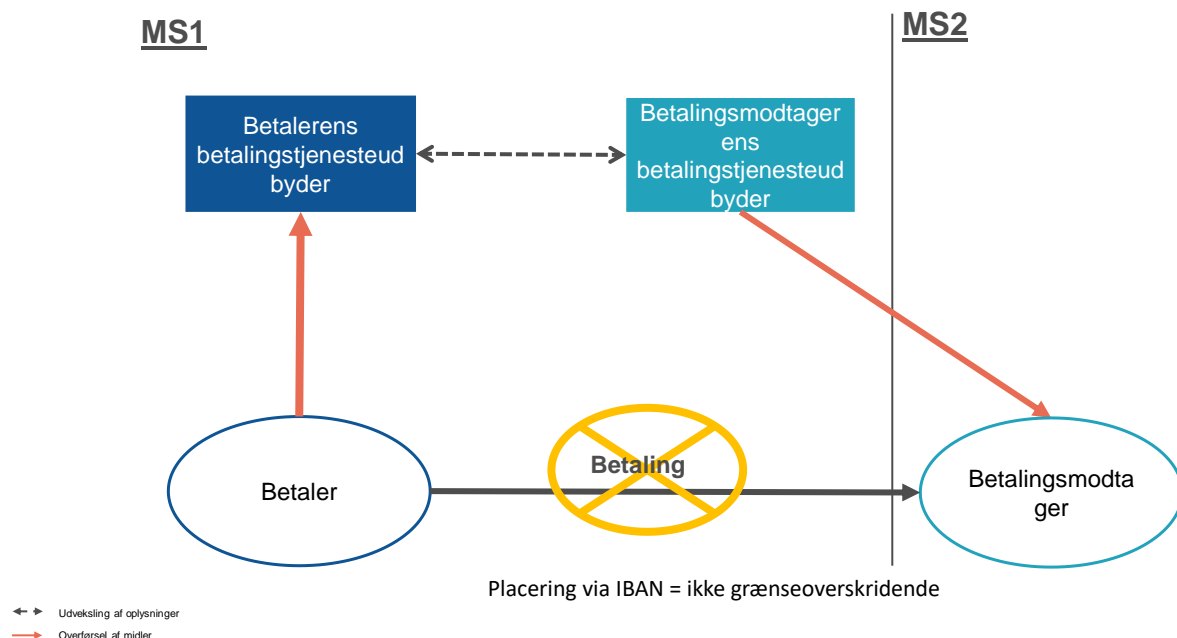 MS1
MS2
Betalerens
betalingstjenesteud
byder
Betalingsmodtager
ens
betalingstjenesteud
byder
Betaling
Betaler
Betalingsmodta
ger
Placering via IBAN = ikke grænseoverskridende
Udveksling af oplysninger
Overførsel af midler